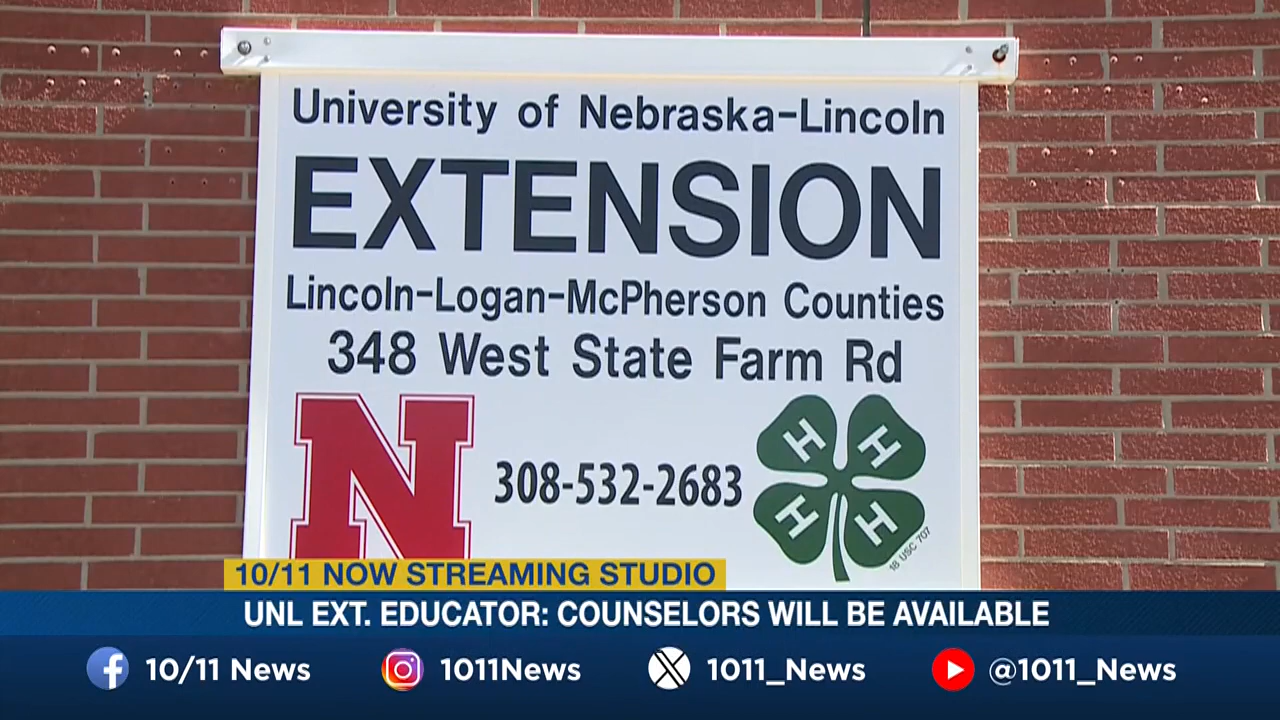 University of Nebraska-Lincoln
EXTENSION
Lincoln-Logan-McPherson Counties
348 West State Farm Rd
N
308-532-2683
H H
H H
18 USC 707
10/11 NOW STREAMING STUDIO
UNL EXT. EDUCATOR: COUNSELORS WILL BE AVAILABLE
10/11 News 1011News 1011_News @1011_News